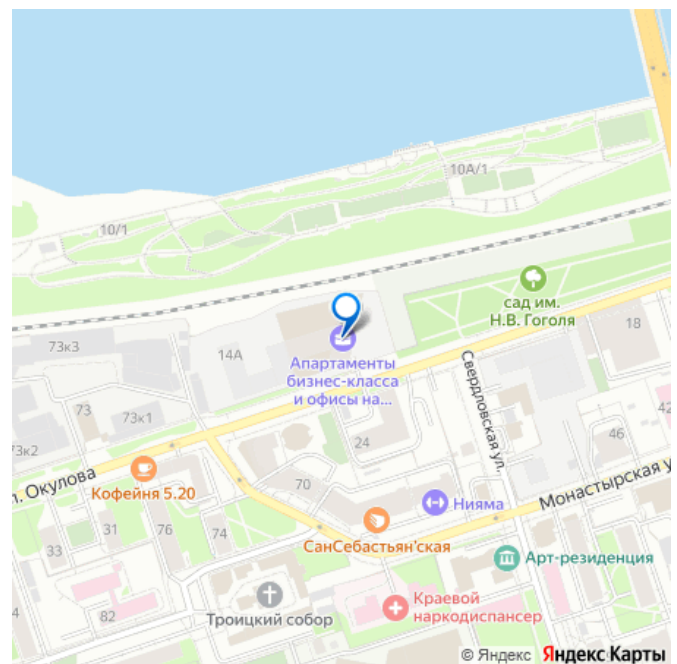 10А/1
10/1
сад им.
Н.В. Гоголя
18
73к3
14А
Апартаменты
бизнес-класса
и офисы на...
Свердловская ул.
73
73к1
42
46
73к2
24
л. Окулова
Кофейня 5.20
70
Нияма
Монастырская у
33
31
76
74
СанСебастьян'ская
Арт-резиденция
Троицкий собор
Краевой
наркодиспансер
14
82
© Яндекс Яндекс Карты